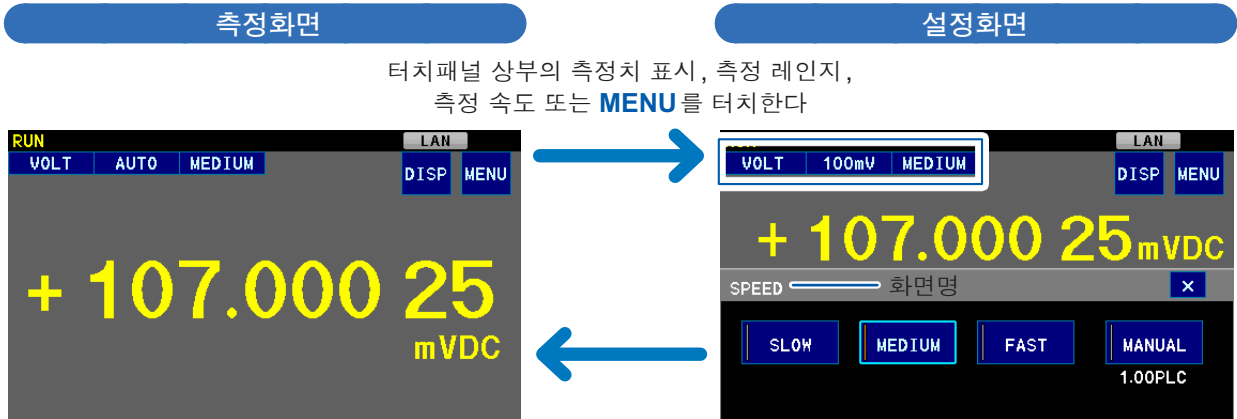 측정화면
설정화면
터치패널 상부의 측정치 표시, 측정 레인지,
측정 속도 또는 MENU를 터치한다
RUN
LAN
VOLT AUTO MEDIUM
DISP MENU
+ 107.000 25
mVDC
LAN
VOLT 100mV MEDIUM
DISP MENU
+ 107.000 25 mVDC
SPEED 화면명 ×
SLOW MEDIUM FAST MANUAL
1.00PLC